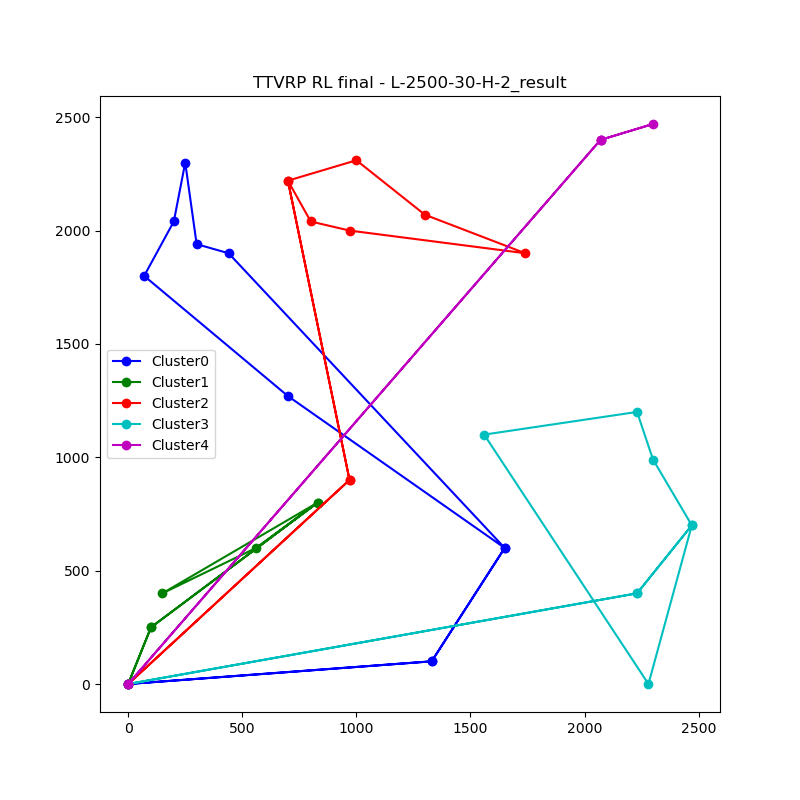 TTVRP RL final - L-2500-30-H-2_result
2500
2000
1500
1000
500
0
Cluster0
Cluster1
Cluster2
Cluster3
Cluster4
0 500 1000 1500 2000 2500